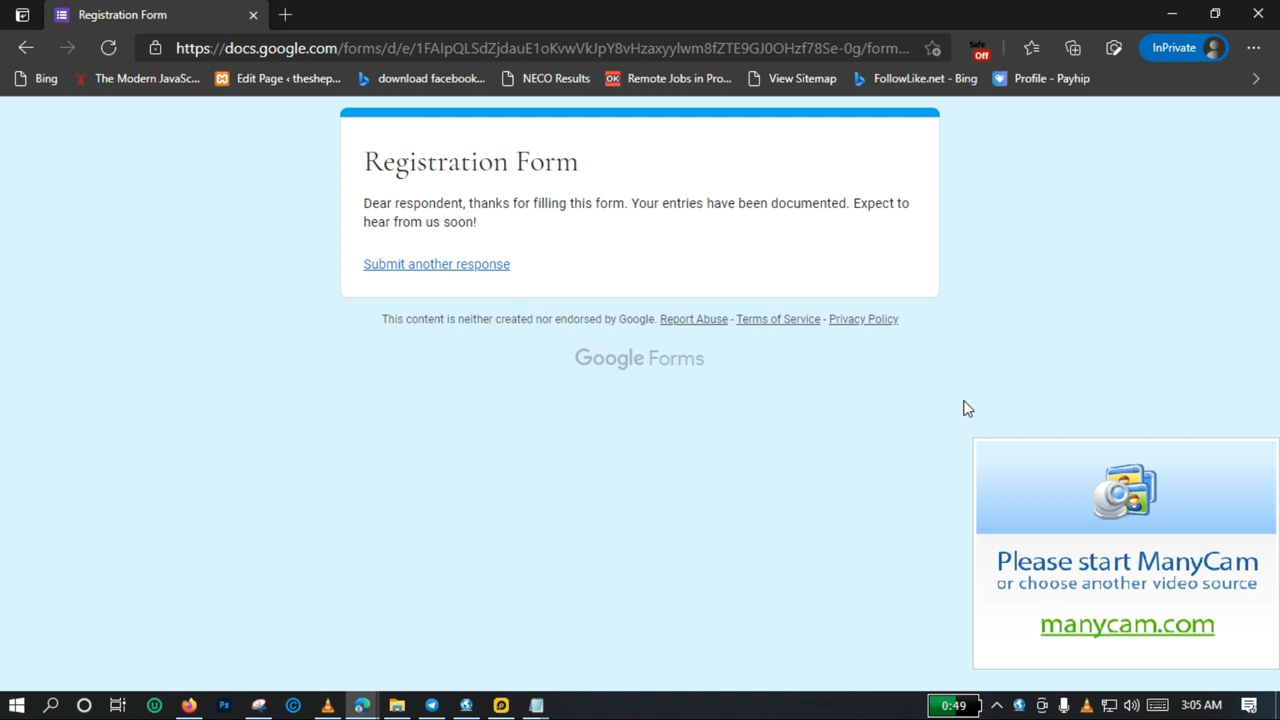 Registration Form
https://docs.google.com/forms/d/e/1FAIpQLSdZjdauE1oKvwVkJpY8vHzaxyylwm8fZTE9GJ0OHzf78Se-0g/form...
Safe
Off
InPrivate
Bing
The Modern JavaSc...
Edit Page ‹ theshep...
download facebook...
NECO Results
OK
Remote Jobs in Pro...
View Sitemap
FollowLike.net - Bing
Profile - Payhip
Registration Form
Dear respondent, thanks for filling this form. Your entries have been documented. Expect to
hear from us soon!
Submit another response
This content is neither created nor endorsed by Google. Report Abuse - Terms of Service - Privacy Policy
Google Forms
Please start ManyCam
or choose another video source
manycam.com
Ps
0:49
3:05 AM